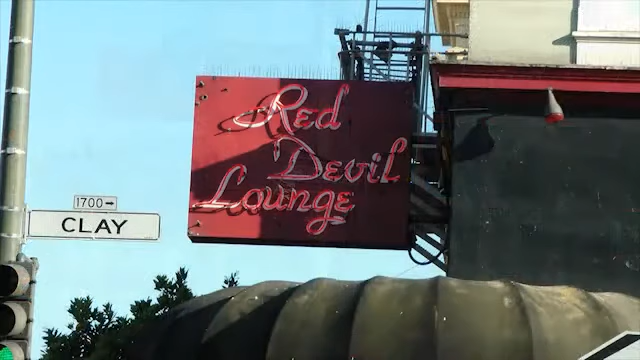 Red
Devil
Lounge
1700→
CLAY